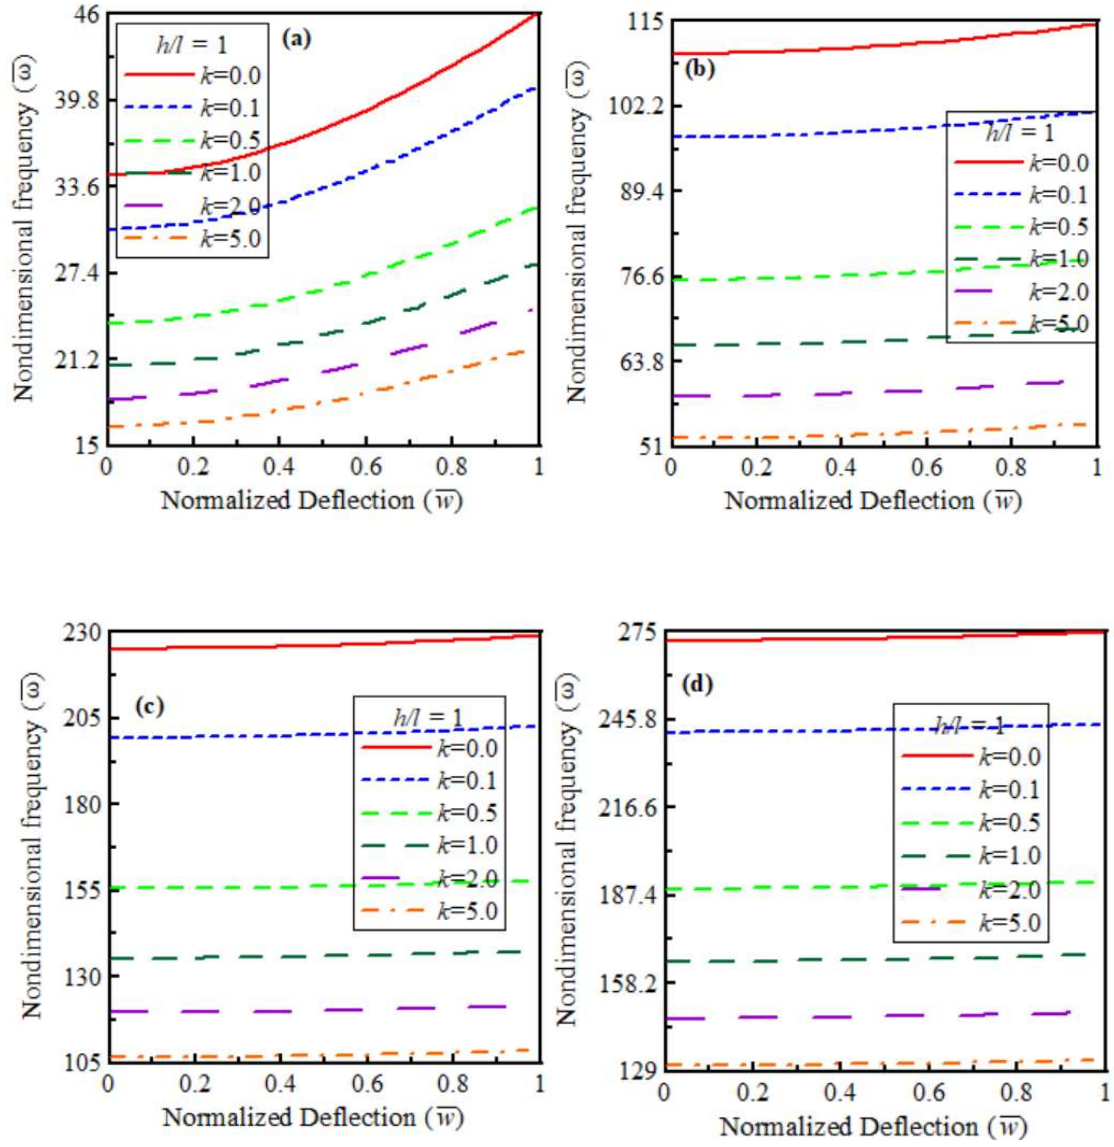 (a)
Nondimensional frequency (ω̅)
46
39.8
33.6
27.4
21.2
15
h/l = 1
k=0.0
k=0.1
k=0.5
k=1.0
k=2.0
k=5.0
0 0.2 0.4 0.6 0.8 1
Normalized Deflection (w̅)
(b)
Nondimensional frequency (ω̅)
115
102.2
89.4
76.6
63.8
51
h/l = 1
k=0.0
k=0.1
k=0.5
k=1.0
k=2.0
k=5.0
0 0.2 0.4 0.6 0.8 1
Normalized Deflection (w̅)
(c)
Nondimensional frequency (ω̅)
230
205
180
155
130
105
h/l = 1
k=0.0
k=0.1
k=0.5
k=1.0
k=2.0
k=5.0
0 0.2 0.4 0.6 0.8 1
Normalized Deflection (w̅)
(d)
Nondimensional frequency (ω̅)
275
245.8
216.6
187.4
158.2
129
h/l = 1
k=0.0
k=0.1
k=0.5
k=1.0
k=2.0
k=5.0
0 0.2 0.4 0.6 0.8 1
Normalized Deflection (w̅)